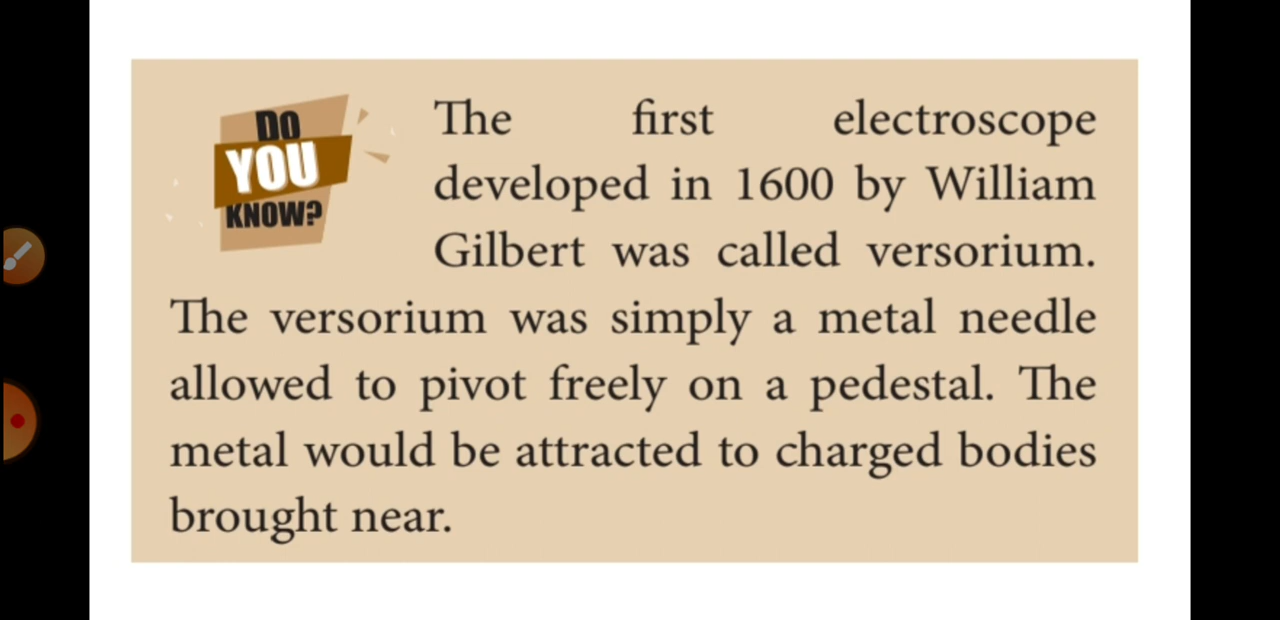 DO
YOU
KNOW?
The first electroscope
developed in 1600 by William
Gilbert was called versorium.
The versorium was simply a metal needle
allowed to pivot freely on a pedestal. The
metal would be attracted to charged bodies
brought near.